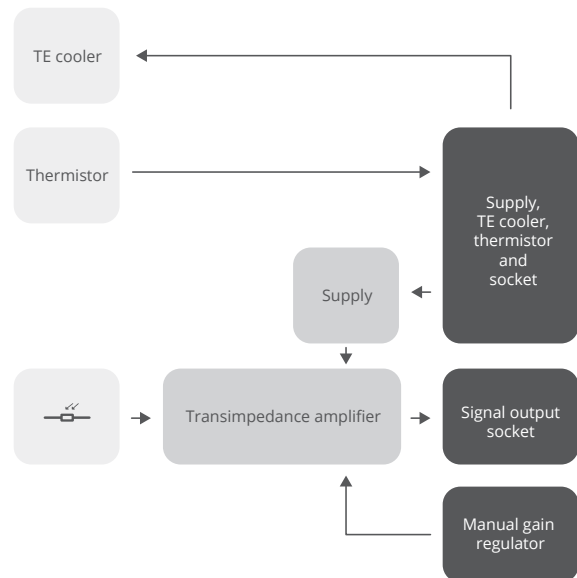 TE cooler
Thermistor
Supply,
TE cooler,
thermistor
and
socket
Supply
Transimpedance amplifier
Signal output
socket
Manual gain
regulator